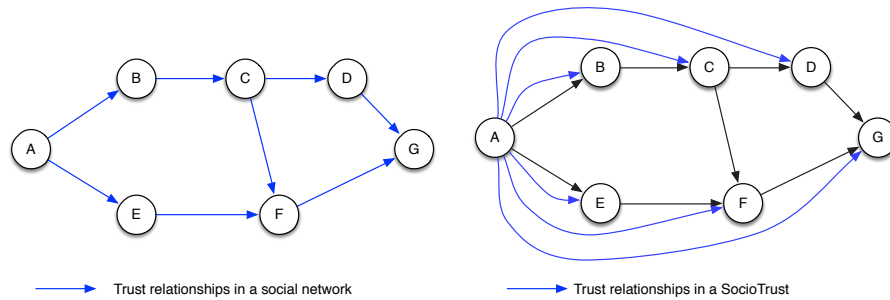 B
C
D
A
G
E
F
Trust relationships in a social network
B
C
D
A
G
E
F
Trust relationships in a SocioTrust